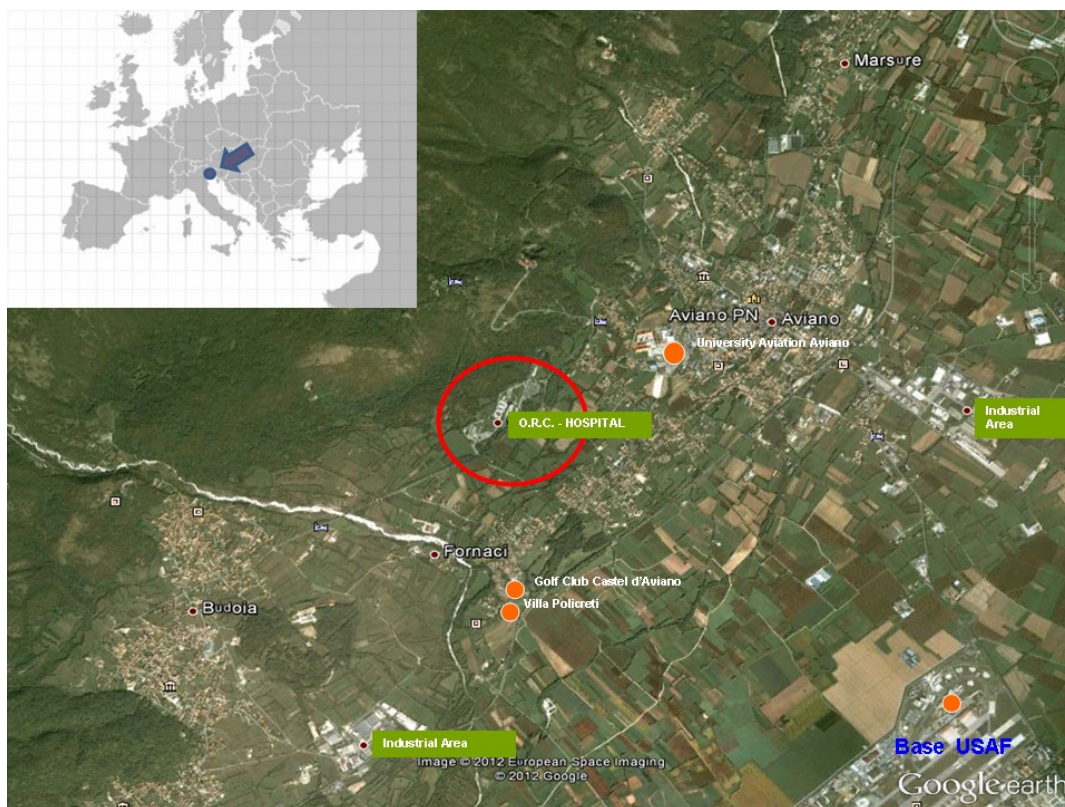 Marsure
Aviano PN
Aviano
University Aviation Aviano
Industrial
Area
O.R.C. - HOSPITAL
Fornaci
Golf Club Castel d'Aviano
Villa Policreti
Budoia
Industrial Area
Base USAF
Image © 2012 European Space Imaging
© 2012 Google
Google earth